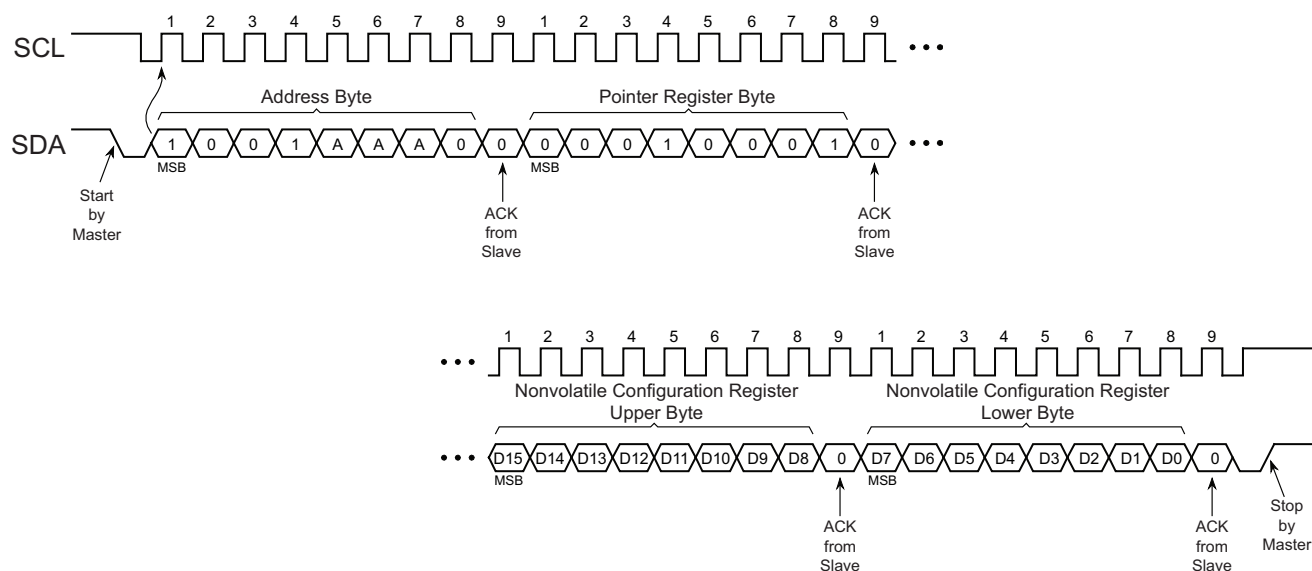 1 2 3 4 5 6 7 8 9 1 2 3 4 5 6 7 8 9
SCL
Address Byte
Pointer Register Byte
SDA
1 0 0 1 A A A 0 0 0 0 0 1 0 0 0 1 0
MSB
MSB
Start
by
Master
ACK
from
Slave
ACK
from
Slave
1 2 3 4 5 6 7 8 9 1 2 3 4 5 6 7 8 9
Nonvolatile Configuration Register
Upper Byte
Nonvolatile Configuration Register
Lower Byte
D15 D14 D13 D12 D11 D10 D9 D8 0 D7 D6 D5 D4 D3 D2 D1 D0 0
MSB
MSB
ACK
from
Slave
ACK
from
Slave
Stop
by
Master